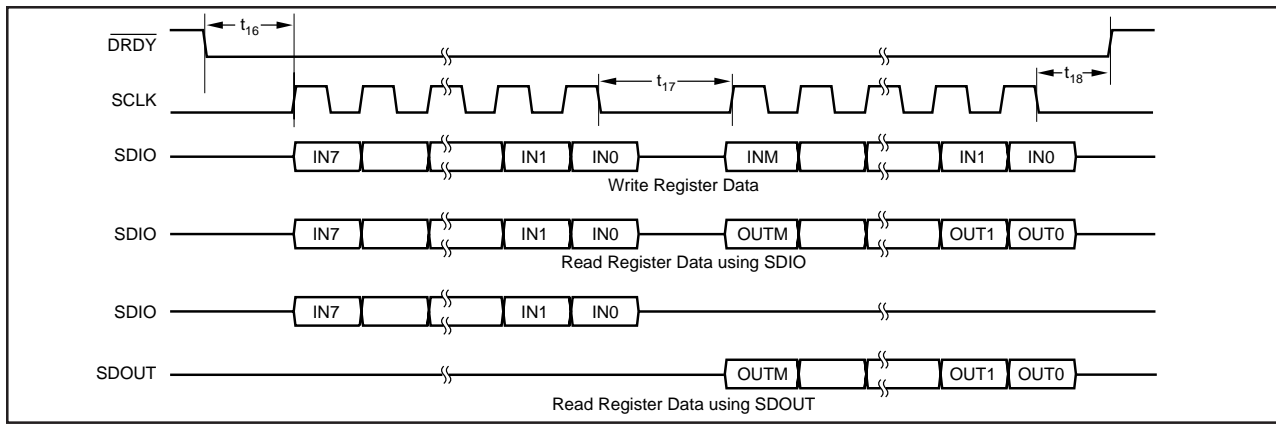 t16
DRDY
t17
SCLK
t18
SDIO IN7 IN1 IN0 INM IN1 IN0
Write Register Data
SDIO IN7 IN1 IN0 OUTM OUT1 OUT0
Read Register Data using SDIO
SDIO IN7 IN1 IN0
SDOUT OUTM OUT1 OUT0
Read Register Data using SDOUT